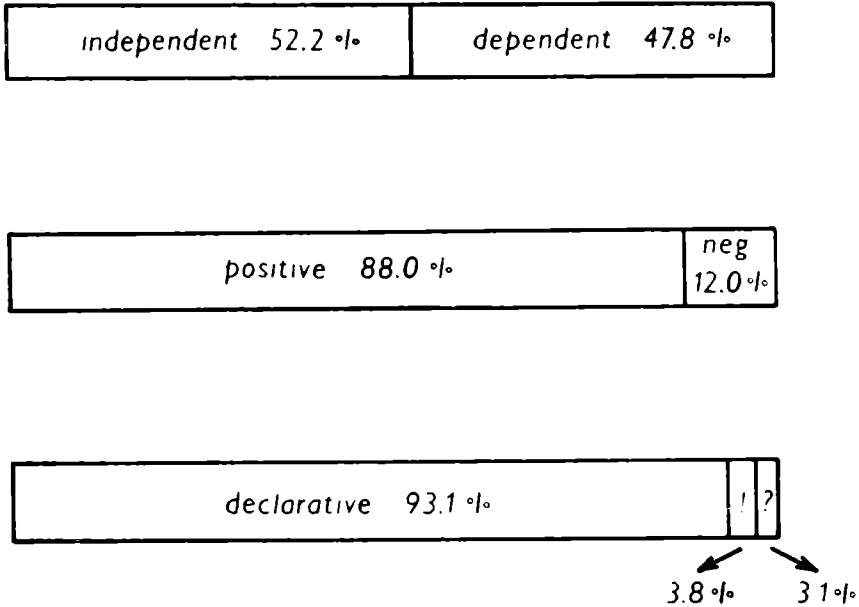 independent 52.2 % dependent 47.8 %
positive 88.0 % neg
12.0 %
declarative 93.1 % ! ?
3.8 % 3 1 %